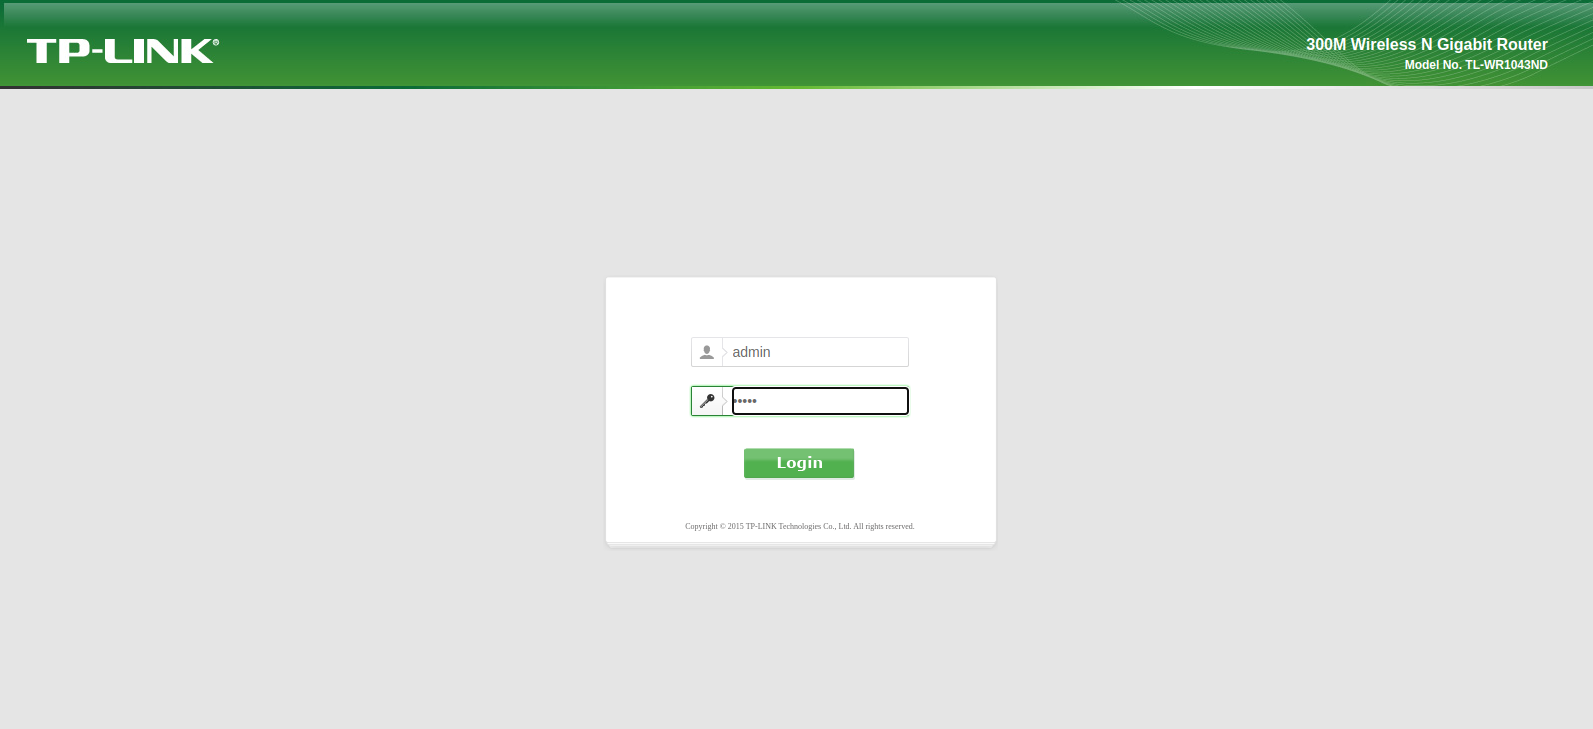 TP-LINK®
300M Wireless N Gigabit Router
Model No. TL-WR1043ND
admin
•••••
Login
Copyright © 2015 TP-LINK Technologies Co., Ltd. All rights reserved.